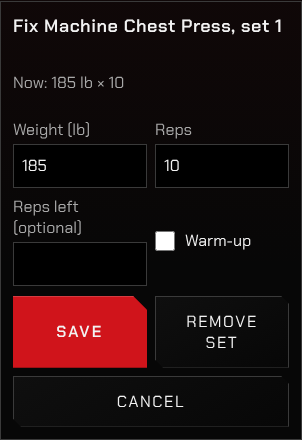 Fix Machine Chest Press, set 1
Now: 185 lb × 10
Weight (lb) Reps
185 10
Reps left
(optional)
Warm-up
SAVE
REMOVE
SET
CANCEL